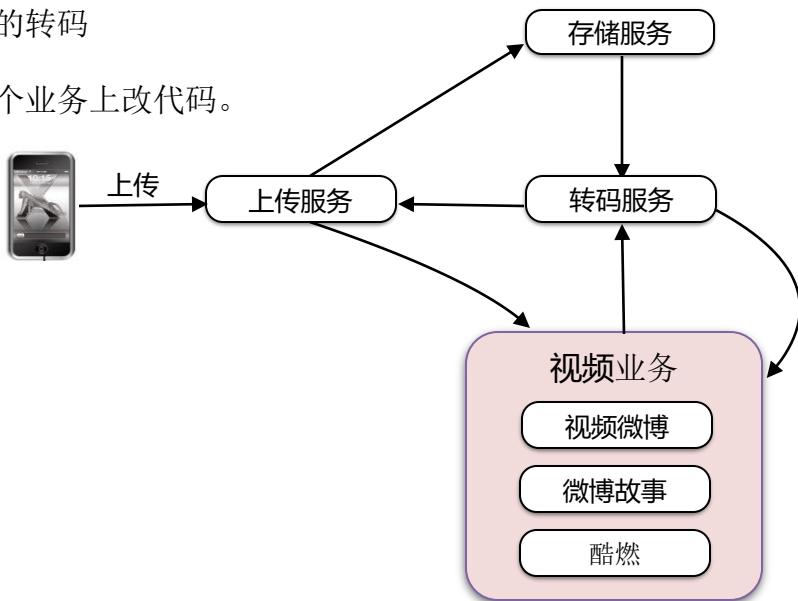 的转码
个业务上改代码。
存储服务
上传
上传服务
转码服务
视频业务
视频微博
微博故事
酷燃